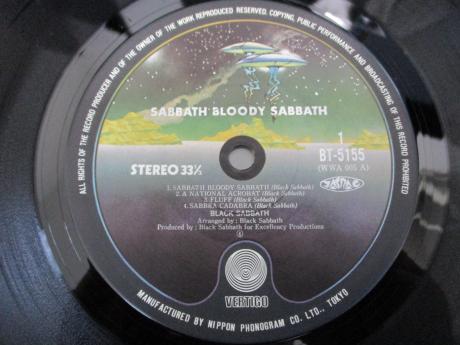 ALL RIGHTS OF THE RECORD PRODUCER AND OF THE OWNER OF THE WORK REPRODUCED RESERVED. COPYING, PUBLIC PERFORMANCE AND BROADCASTING OF THIS RECORD PROHIBITED
SABBATH BLOODY SABBATH
1
BT-5155
(WWA 005 A)
STEREO 33⅓
1. SABBATH BLOODY SABBATH (Black Sabbath)
2. A NATIONAL ACROBAT (Black Sabbath)
3. FLUFF (Black Sabbath)
4. SABBRA CADABRA (Black Sabbath)
BLACK SABBATH
Arranged by : Black Sabbath
Produced by : Black Sabbath for Excellency Productions
VERTIGO
MANUFACTURED BY NIPPON PHONOGRAM CO. LTD., TOKYO